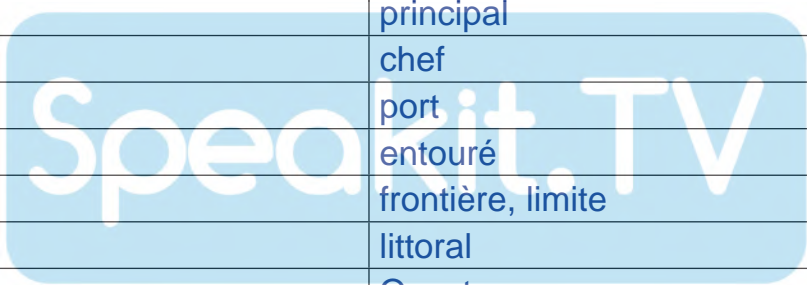 principal
chef
port
entouré
frontière, limite
littoral
Speakit.TV